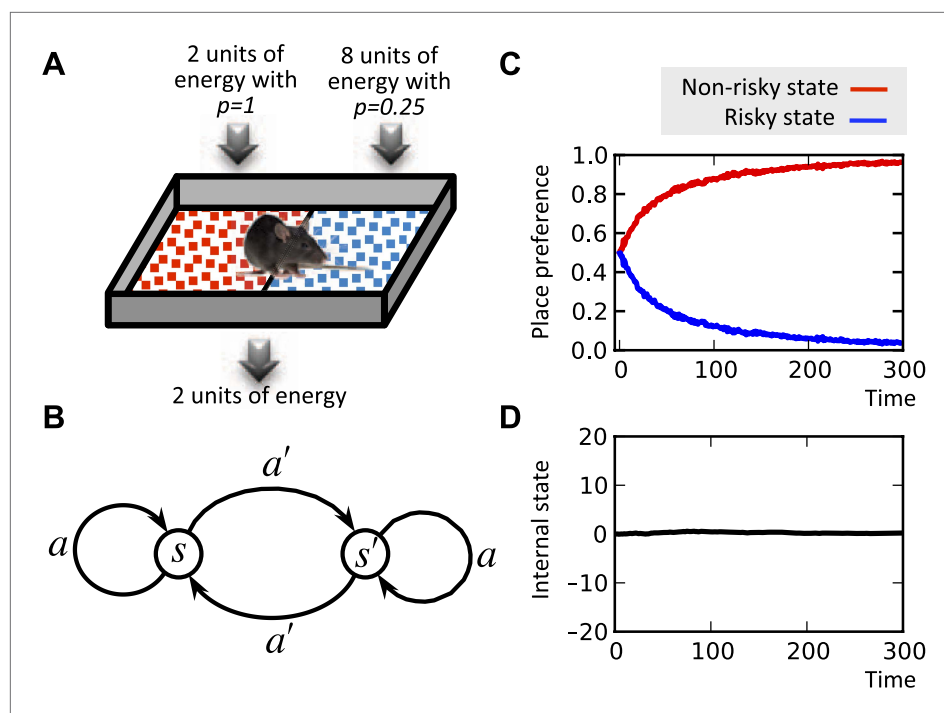 A
2 units of
energy with
p=1
8 units of
energy with
p=0.25
2 units of energy
B
a'
a
s
s'
a
a'
C
Non-risky state
Risky state
Place preference
1.0
0.8
0.6
0.4
0.2
0.0
0
100
200
300
Time
D
Internal state
20
10
0
−10
−20
0
100
200
300
Time